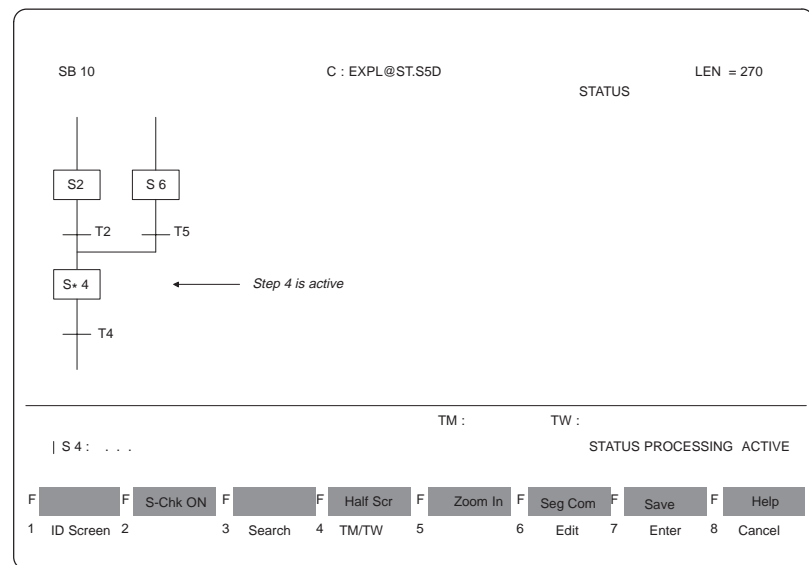 SB 10 C : EXPL@ST.S5D LEN = 270
STATUS
S2 S 6
T2 T5
S* 4 Step 4 is active
T4
TM : TW :
| S 4 : . . .
STATUS PROCESSING ACTIVE
F F S-Chk ON F F Half Scr F Zoom In F Seg Com F Save F Help
1 ID Screen 2 3 Search 4 TM/TW 5 6 Edit 7 Enter 8 Cancel